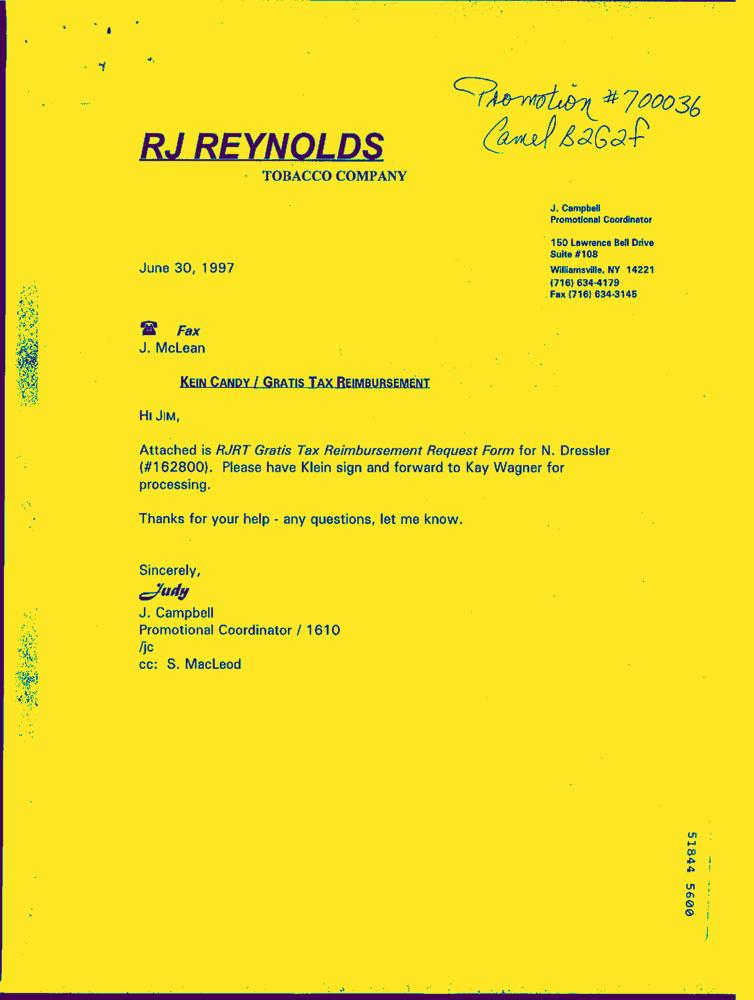 Promotion #700036
Camel B2G2f
RJ REYNOLDS
TOBACCO COMPANY
J. Campbell
Promotional Coordinator
150 Lawrence Bell Drive
Suite #108
Williamsville, NY 14221
(716) 634-4179
Fax (716) 634-3145
June 30, 1997
☎ Fax
J. McLean
KEIN CANDY / GRATIS TAX REIMBURSEMENT
HI JIM,
Attached is RJRT Gratis Tax Reimbursement Request Form for N. Dressler
(#162800). Please have Klein sign and forward to Kay Wagner for
processing.
Thanks for your help - any questions, let me know.
Sincerely,
Judy
J. Campbell
Promotional Coordinator / 1610
/jc
cc: S. MacLeod
51844 5600